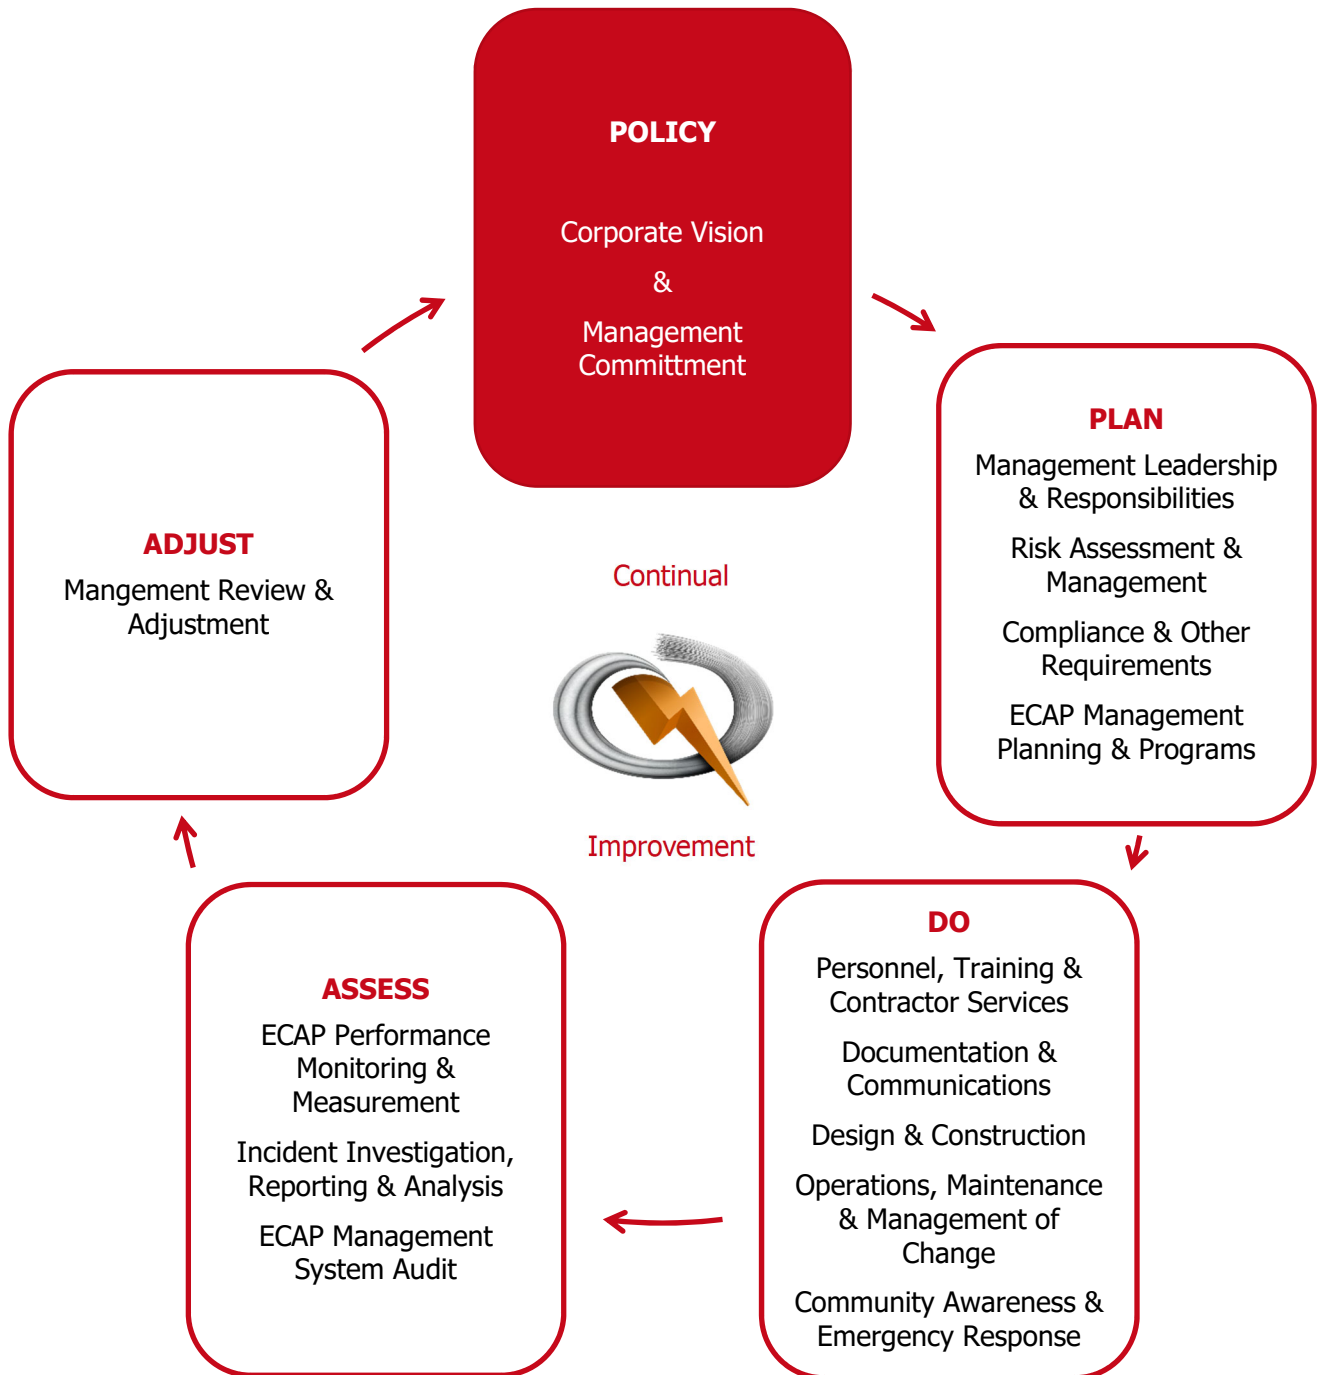 POLICY
Corporate Vision
&
Management
Committment
PLAN
Management Leadership
& Responsibilities
Risk Assessment &
Management
Compliance & Other
Requirements
ECAP Management
Planning & Programs
DO
Personnel, Training &
Contractor Services
Documentation &
Communications
Design & Construction
Operations, Maintenance
& Management of
Change
Community Awareness &
Emergency Response
ASSESS
ECAP Performance
Monitoring &
Measurement
Incident Investigation,
Reporting & Analysis
ECAP Management
System Audit
ADJUST
Mangement Review &
Adjustment
Continual
Improvement